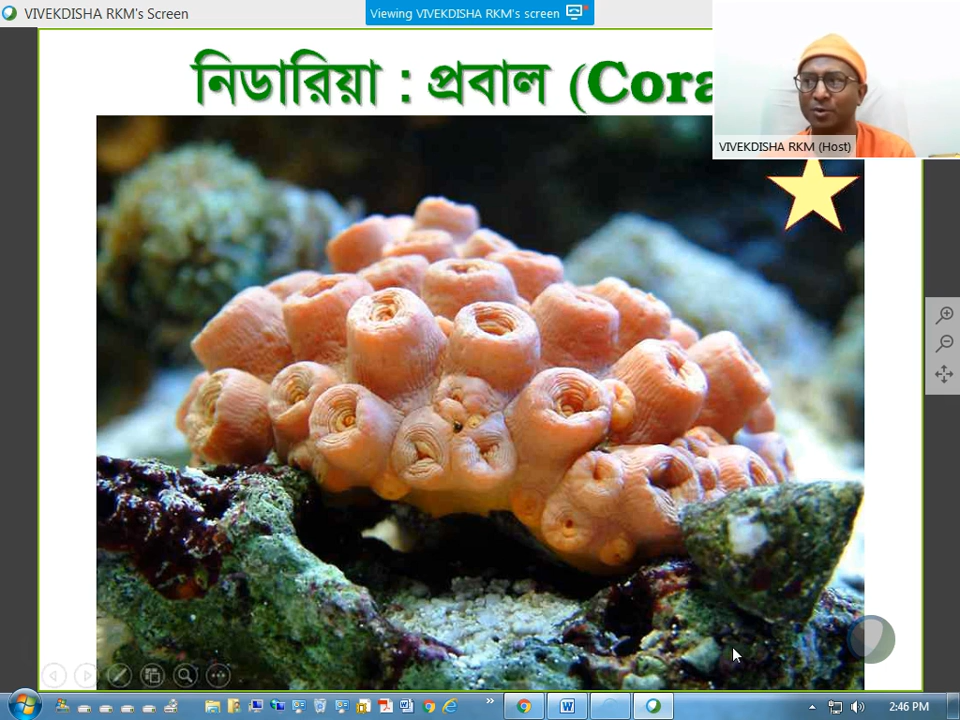 VIVEKDISHA RKM's Screen
Viewing VIVEKDISHA RKM's screen
নিডারিয়া : প্রবাল (Cora
VIVEKDISHA RKM (Host)
2:46 PM